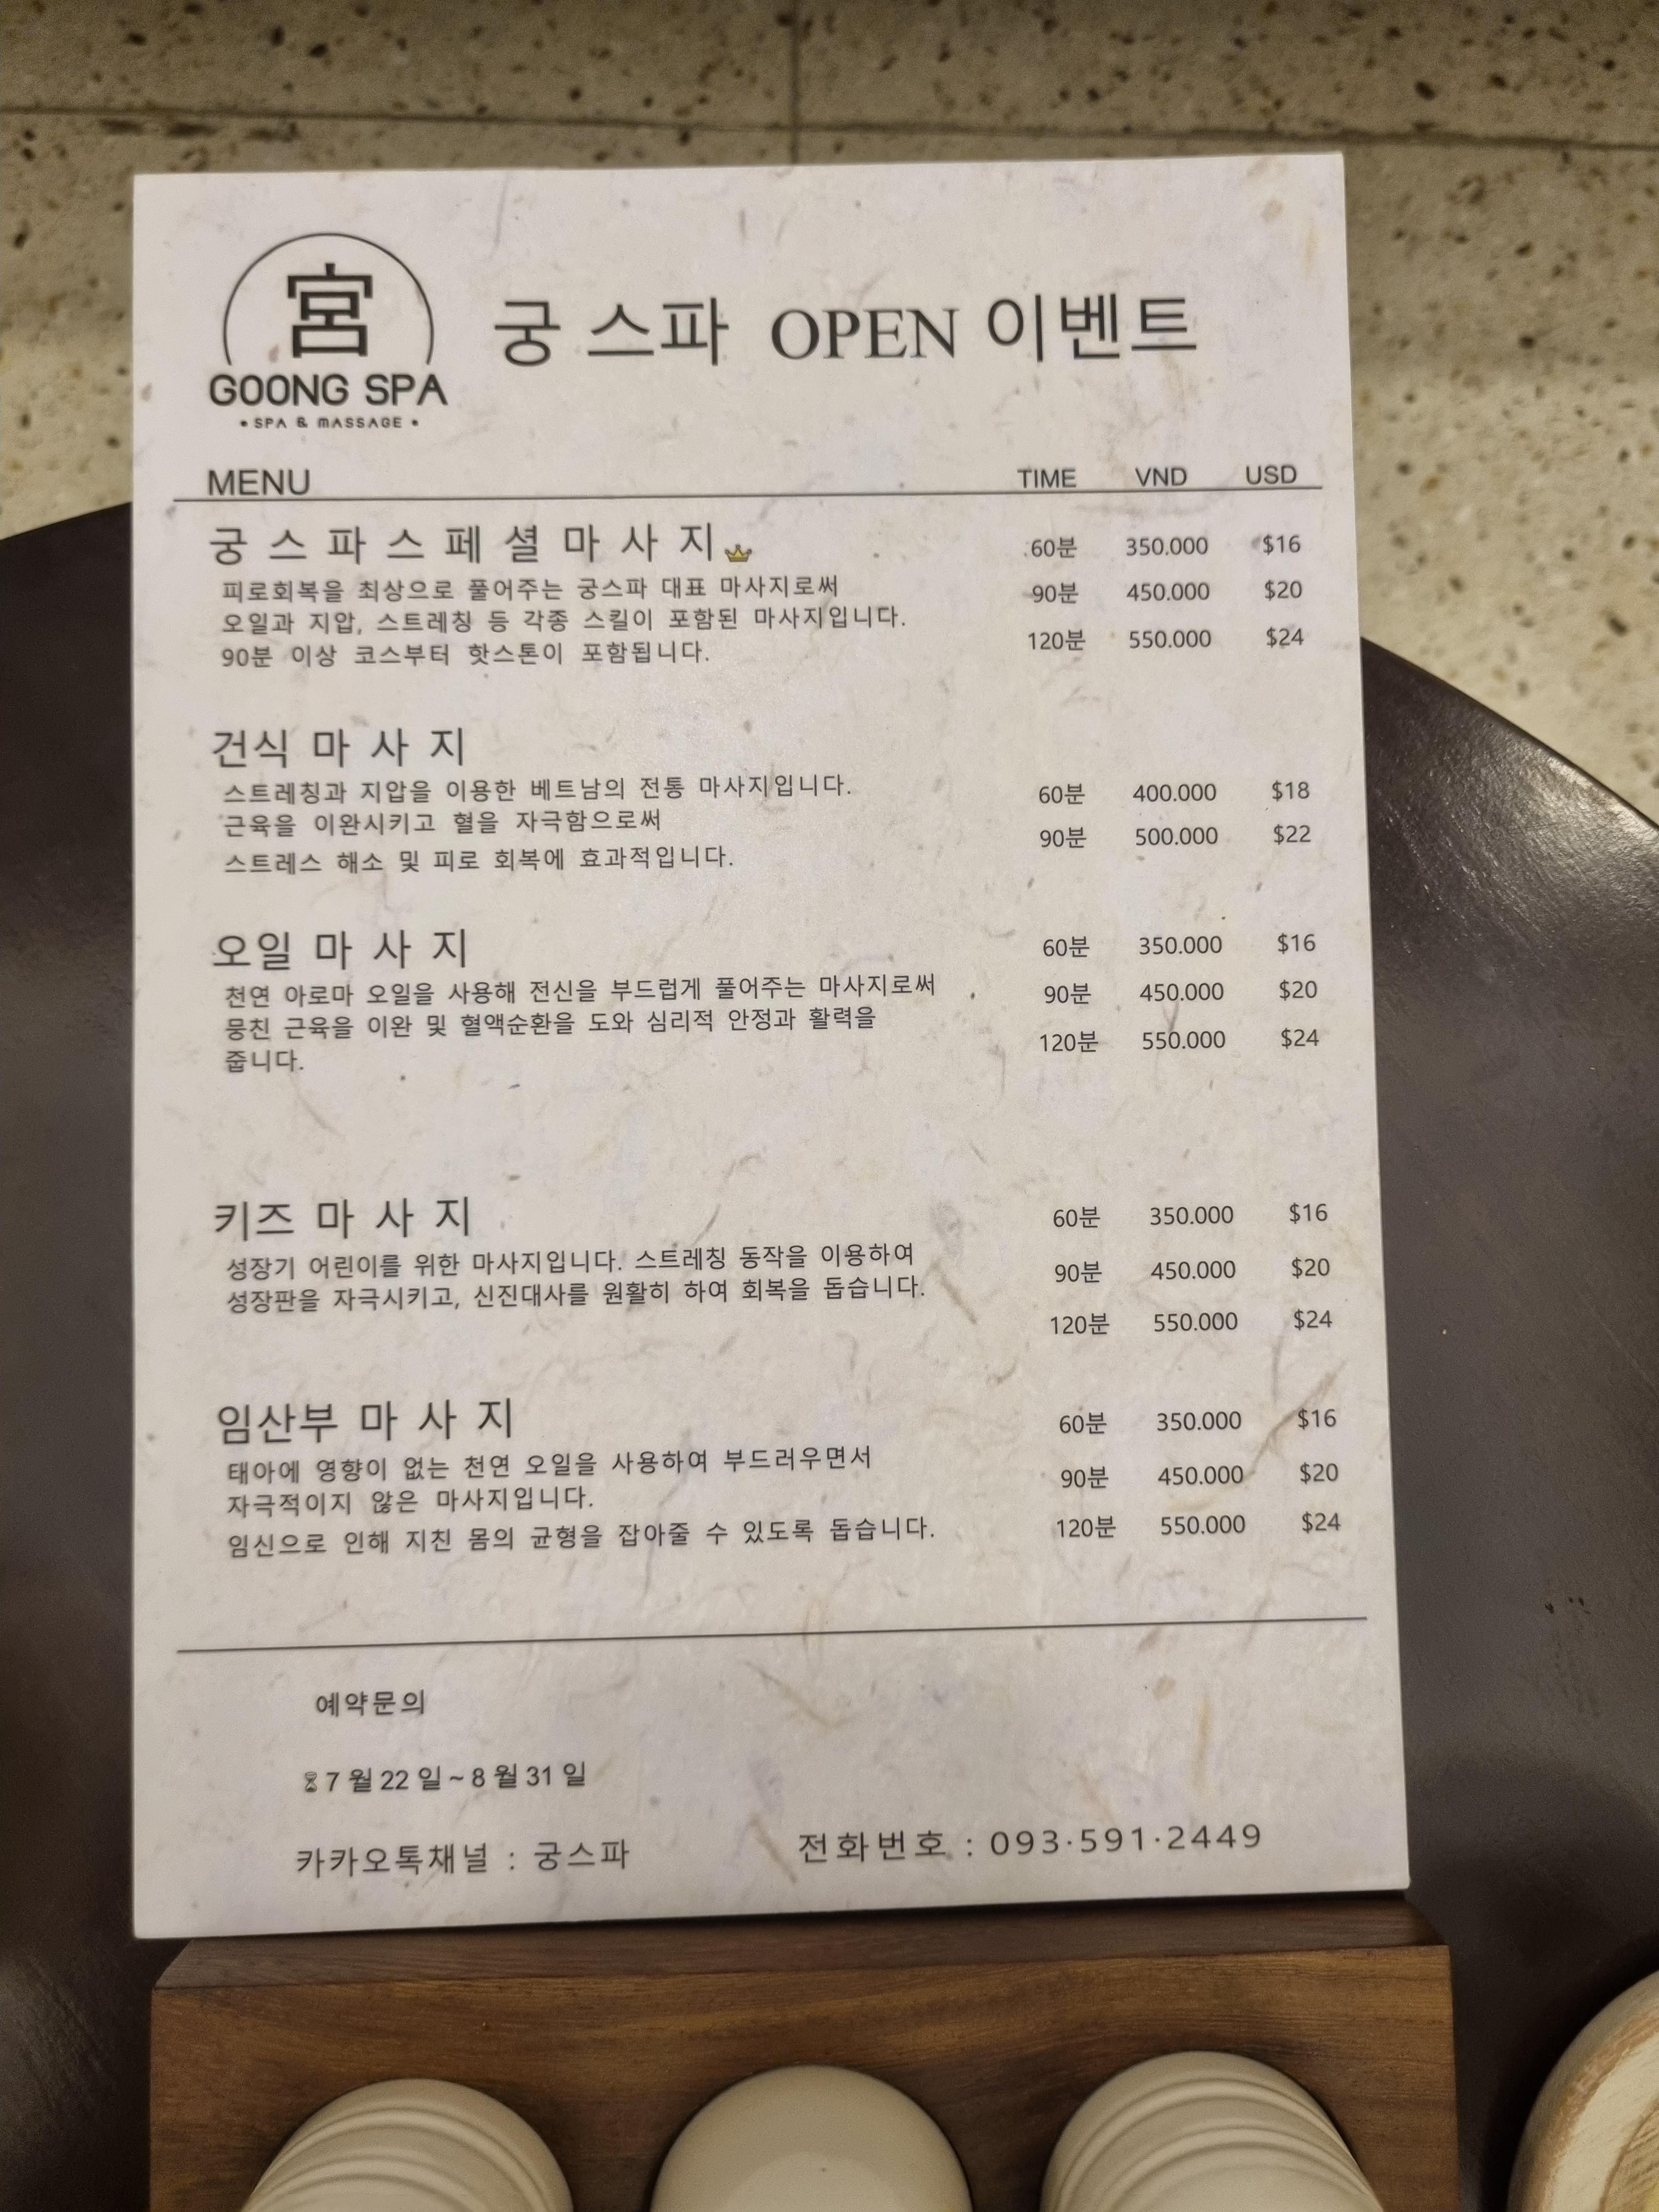 宮
GOONG SPA
• SPA & MASSAGE •
궁 스파 OPEN 이벤트
MENU TIME VND USD
궁 스 파 스 페 셜 마 사 지
피로회복을 최상으로 풀어주는 궁스파 대표 마사지로써
오일과 지압, 스트레칭 등 각종 스킬이 포함된 마사지입니다.
90분 이상 코스부터 핫스톤이 포함됩니다.
60분 350.000 $16
90분 450.000 $20
120분 550.000 $24
건식 마 사 지
스트레칭과 지압을 이용한 베트남의 전통 마사지입니다.
근육을 이완시키고 혈을 자극함으로써
스트레스 해소 및 피로 회복에 효과적입니다.
60분 400.000 $18
90분 500.000 $22
오일 마 사 지
천연 아로마 오일을 사용해 전신을 부드럽게 풀어주는 마사지로써
뭉친 근육을 이완 및 혈액순환을 도와 심리적 안정과 활력을
줍니다.
60분 350.000 $16
90분 450.000 $20
120분 550.000 $24
키즈 마 사 지
성장기 어린이를 위한 마사지입니다. 스트레칭 동작을 이용하여
성장판을 자극시키고, 신진대사를 원활히 하여 회복을 돕습니다.
60분 350.000 $16
90분 450.000 $20
120분 550.000 $24
임산부 마 사 지
태아에 영향이 없는 천연 오일을 사용하여 부드러우면서
자극적이지 않은 마사지입니다.
임신으로 인해 지친 몸의 균형을 잡아줄 수 있도록 돕습니다.
60분 350.000 $16
90분 450.000 $20
120분 550.000 $24
예약문의
⏳7 월 22 일 ~ 8 월 31 일
카카오톡채널 : 궁스파
전화번호 : 093·591·2449